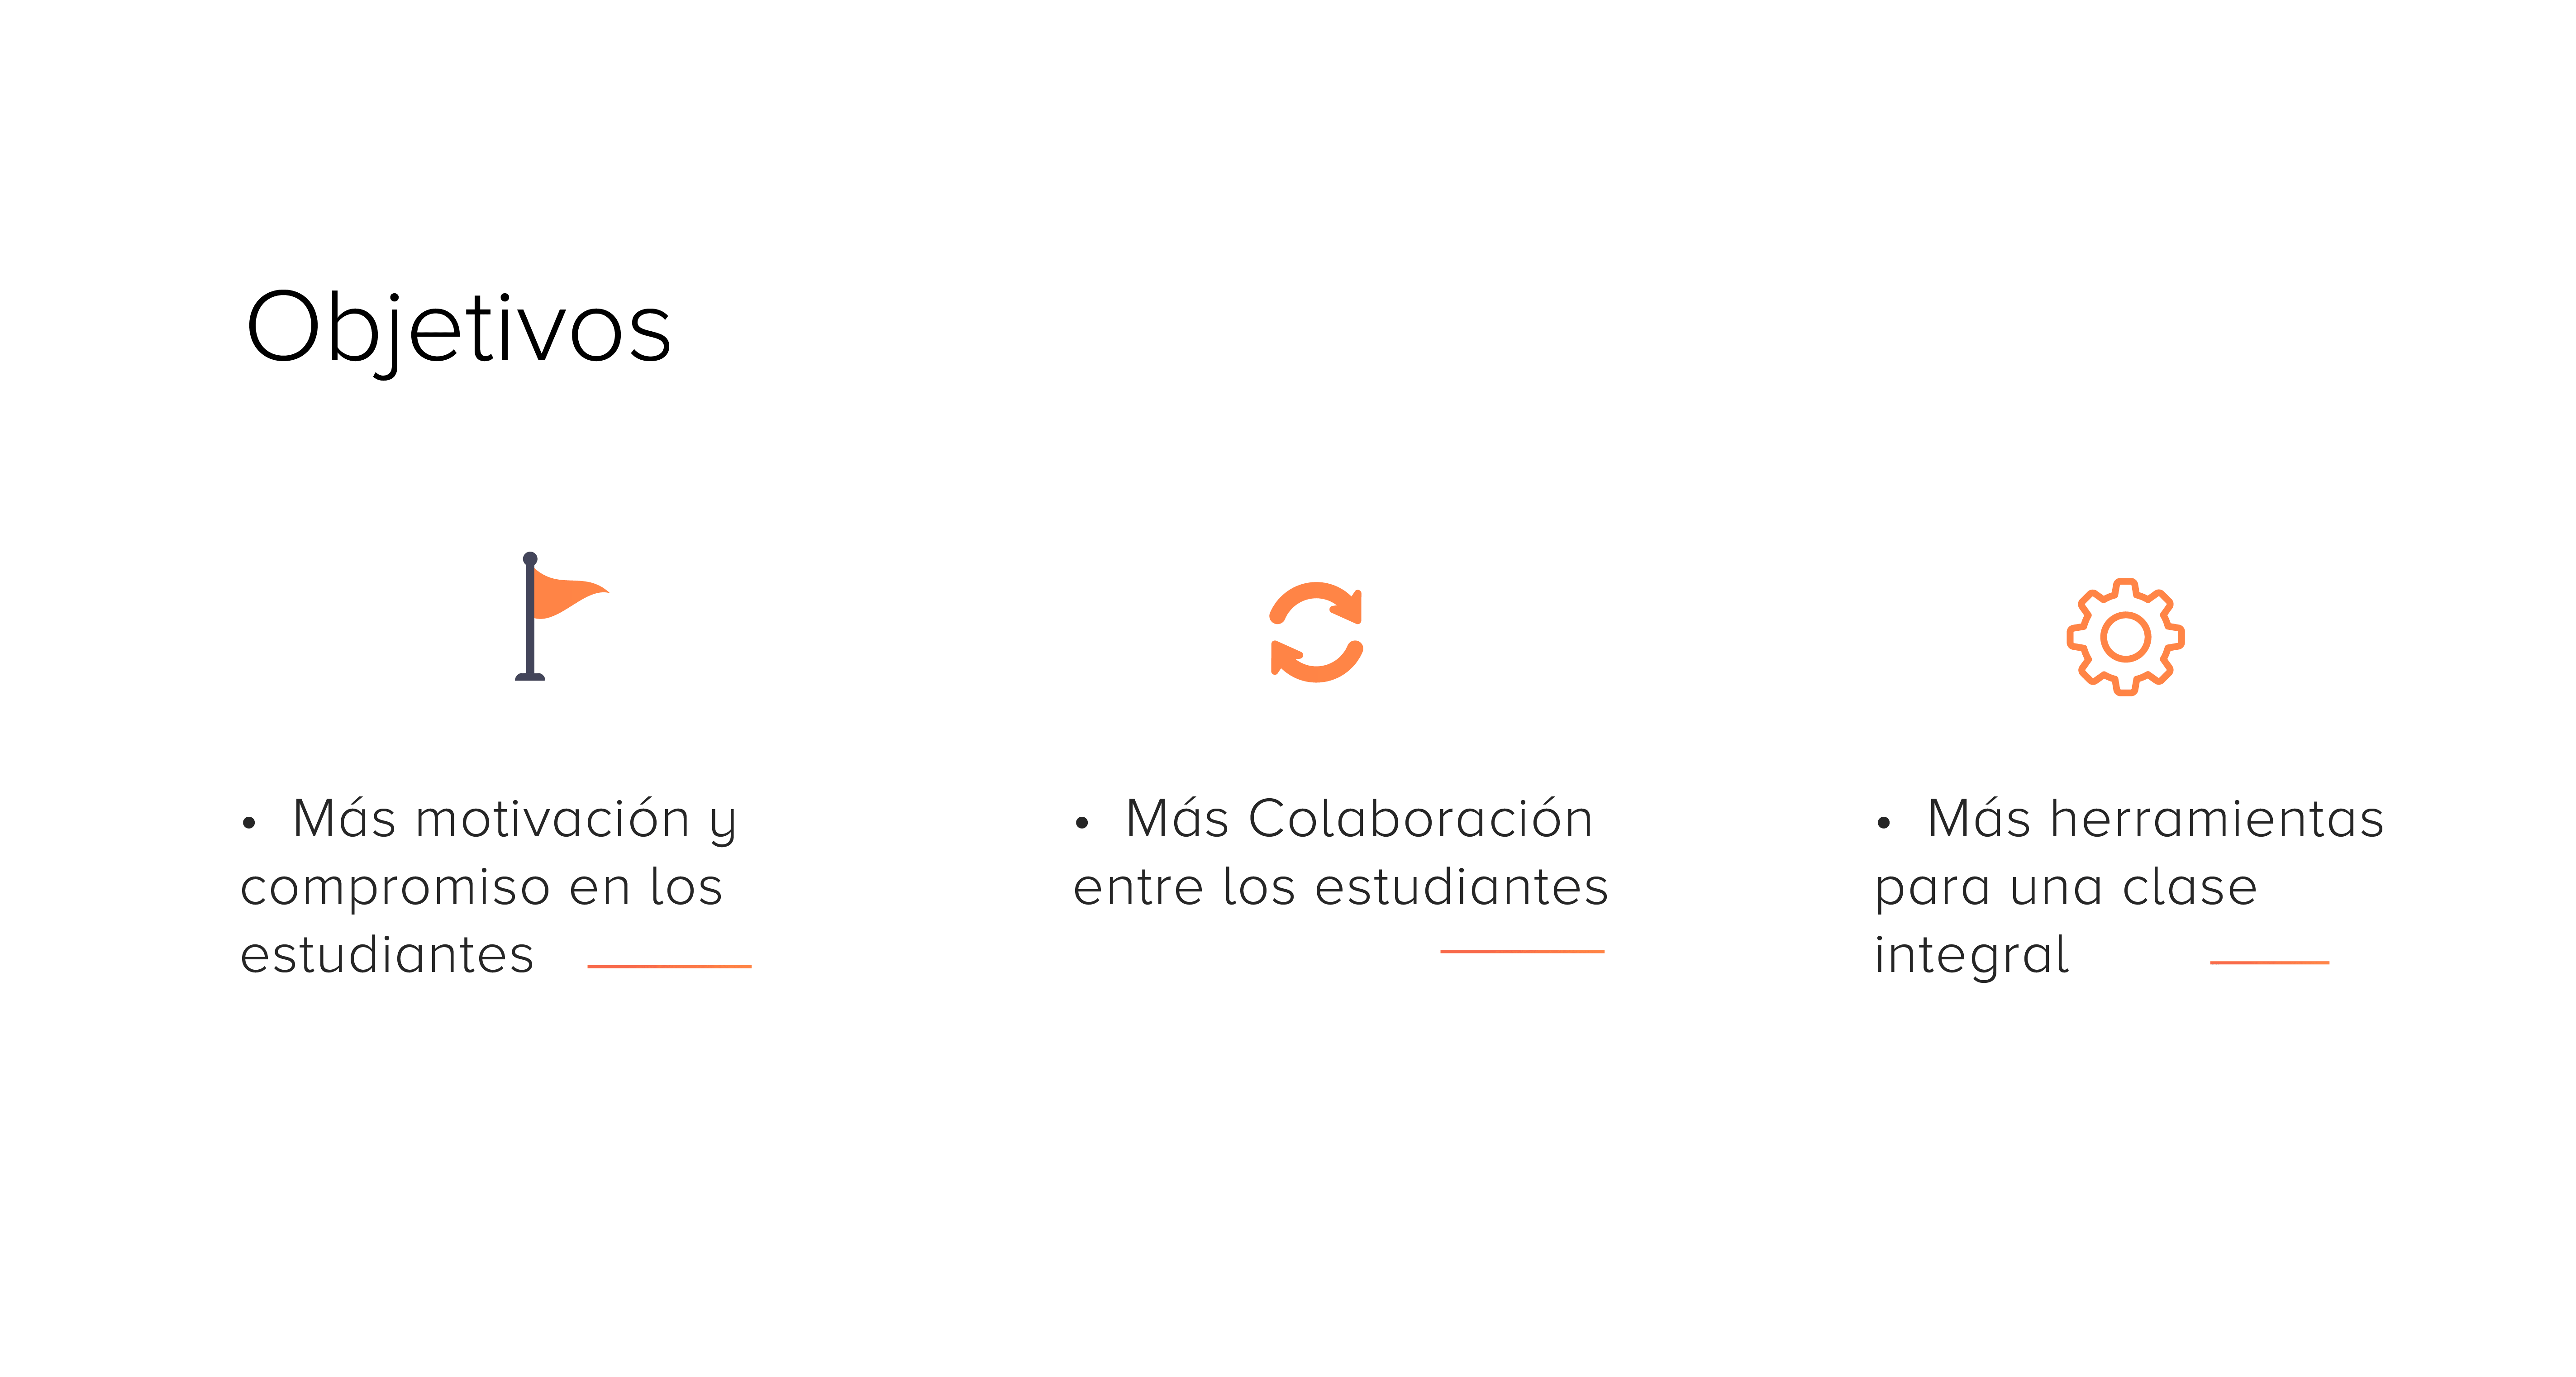 Objetivos
• Más motivación y
compromiso en los
estudiantes
• Más Colaboración
entre los estudiantes
• Más herramientas
para una clase
integral